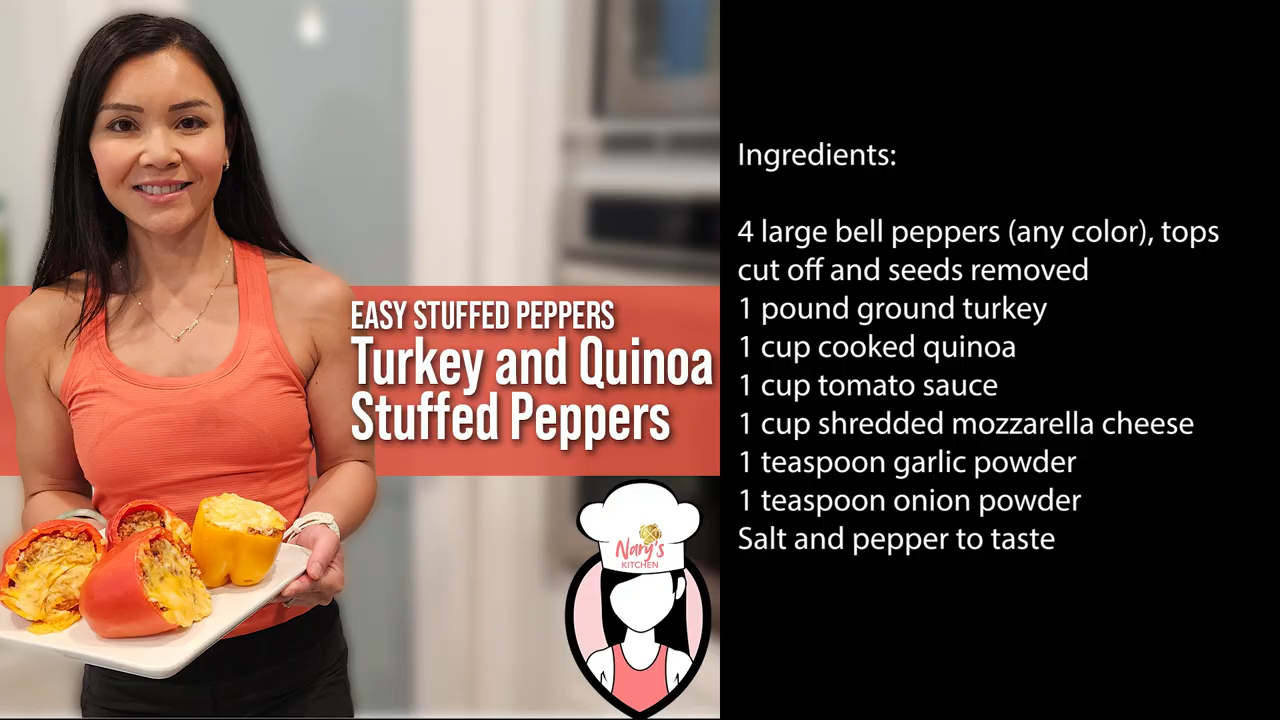 EASY STUFFED PEPPERS
Turkey and Quinoa
Stuffed Peppers
Nary's
KITCHEN
Ingredients:
4 large bell peppers (any color), tops
cut off and seeds removed
1 pound ground turkey
1 cup cooked quinoa
1 cup tomato sauce
1 cup shredded mozzarella cheese
1 teaspoon garlic powder
1 teaspoon onion powder
Salt and pepper to taste